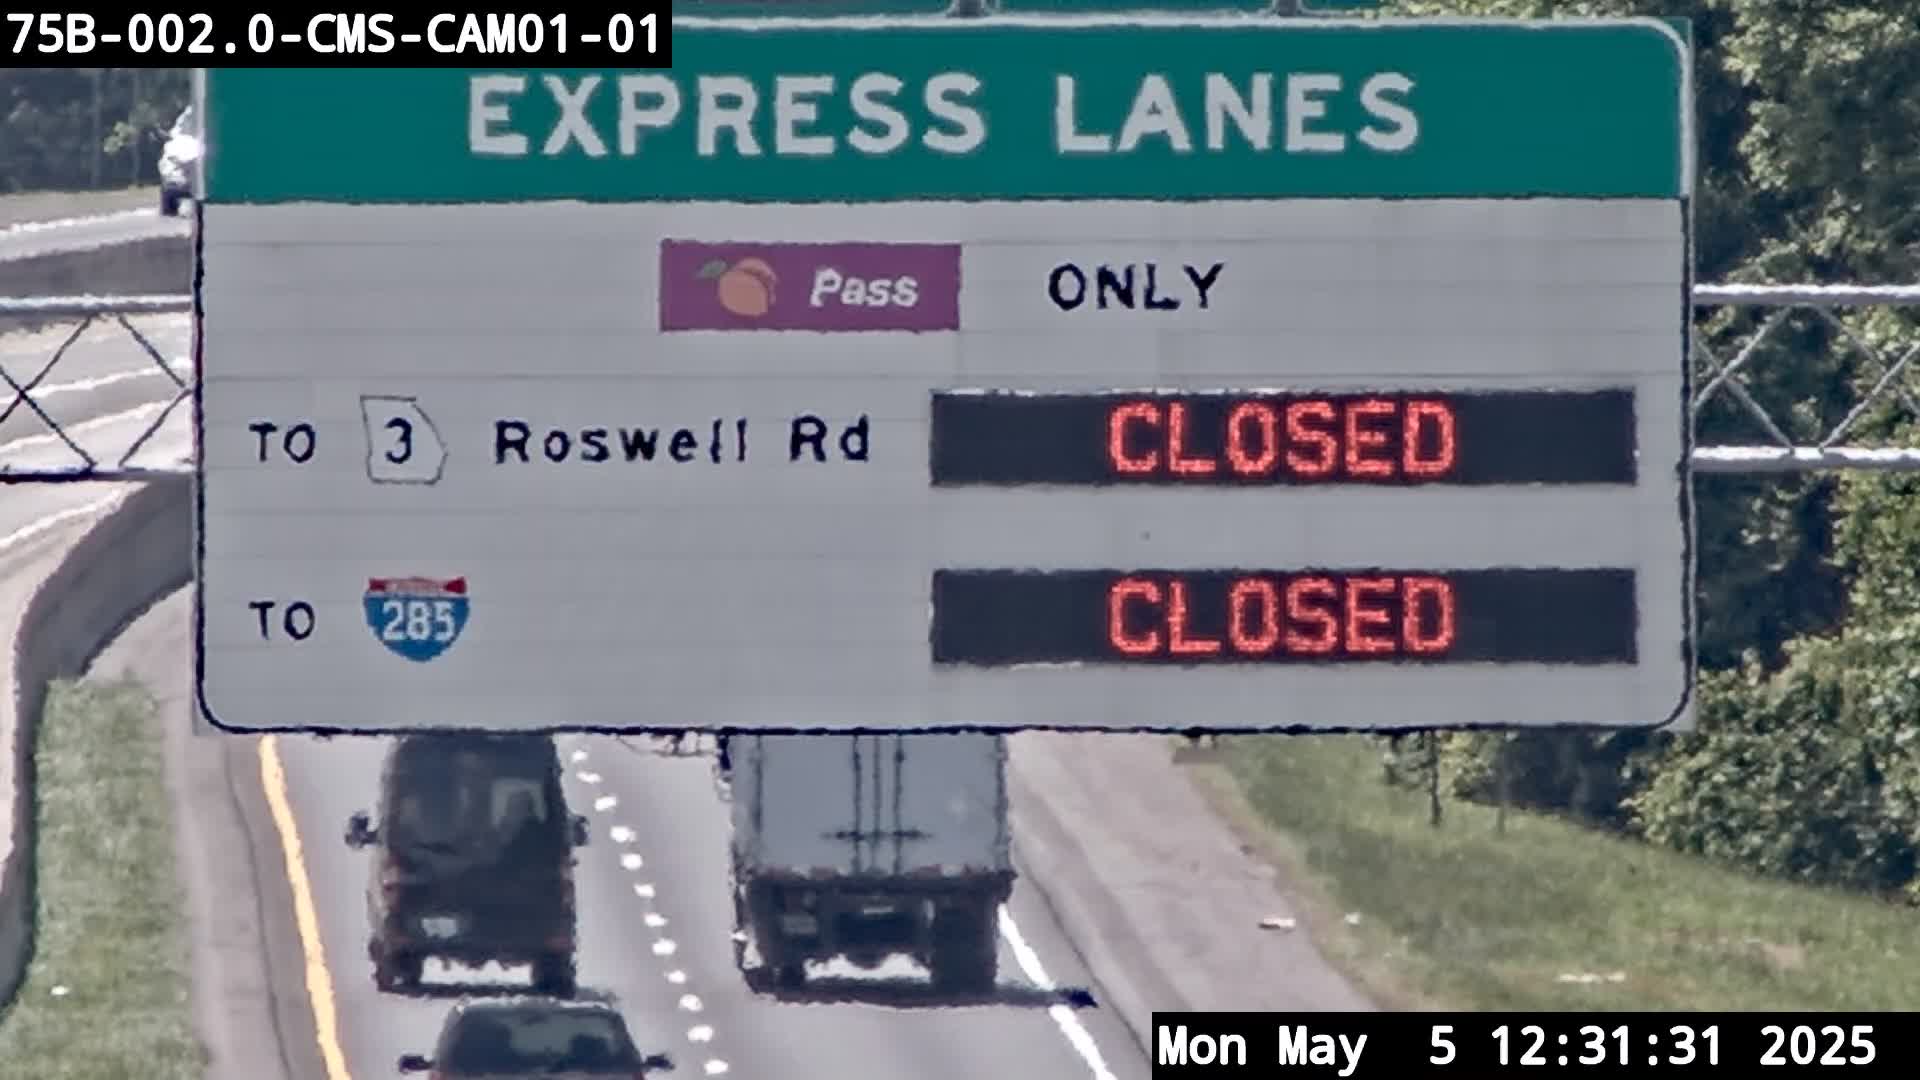 75B-002.0-CMS-CAM01-01
EXPRESS LANES
Pass ONLY
TO 3 Roswell Rd CLOSED
TO 285 CLOSED
Mon May 5 12:31:31 2025